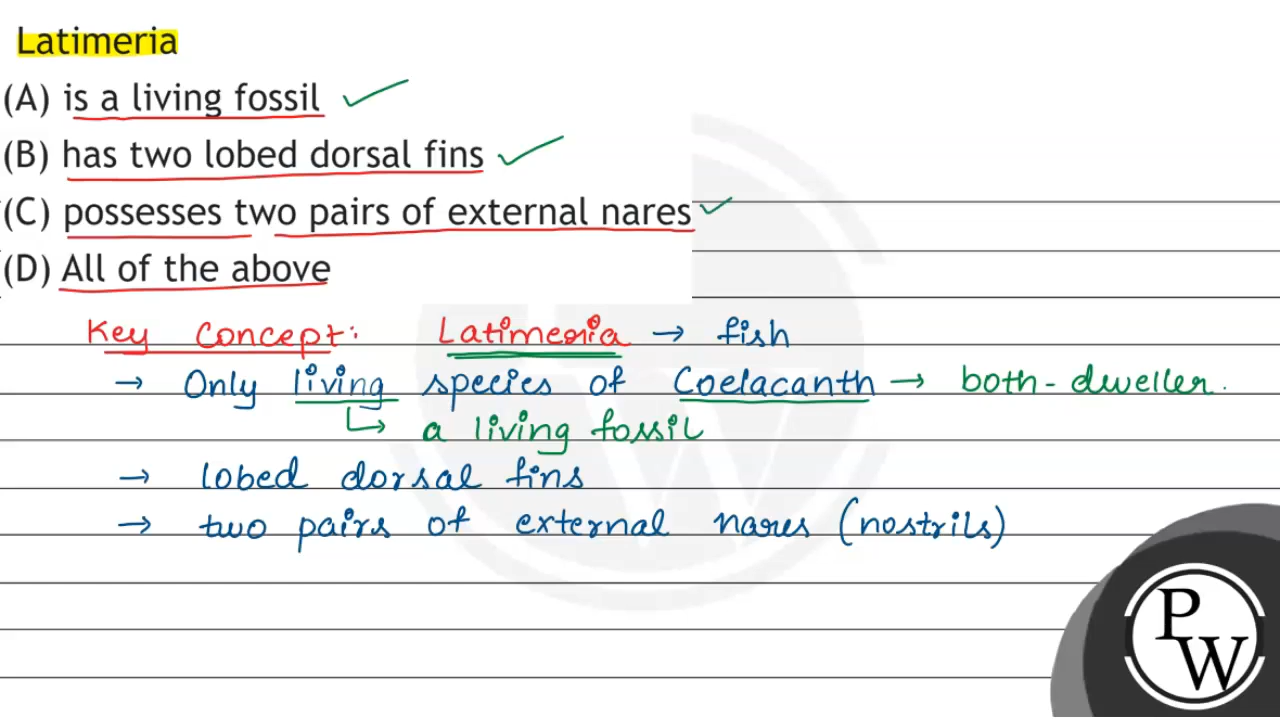 Latimeria
(A) is a living fossil
(B) has two lobed dorsal fins
(C) possesses two pairs of external nares
(D) All of the above
Key Concept: Latimeria → fish
→ Only living species of Coelacanth → both-dweller.
↳ a living fossil
→ lobed dorsal fins
→ two pairs of external nares (nostrils)
P
W